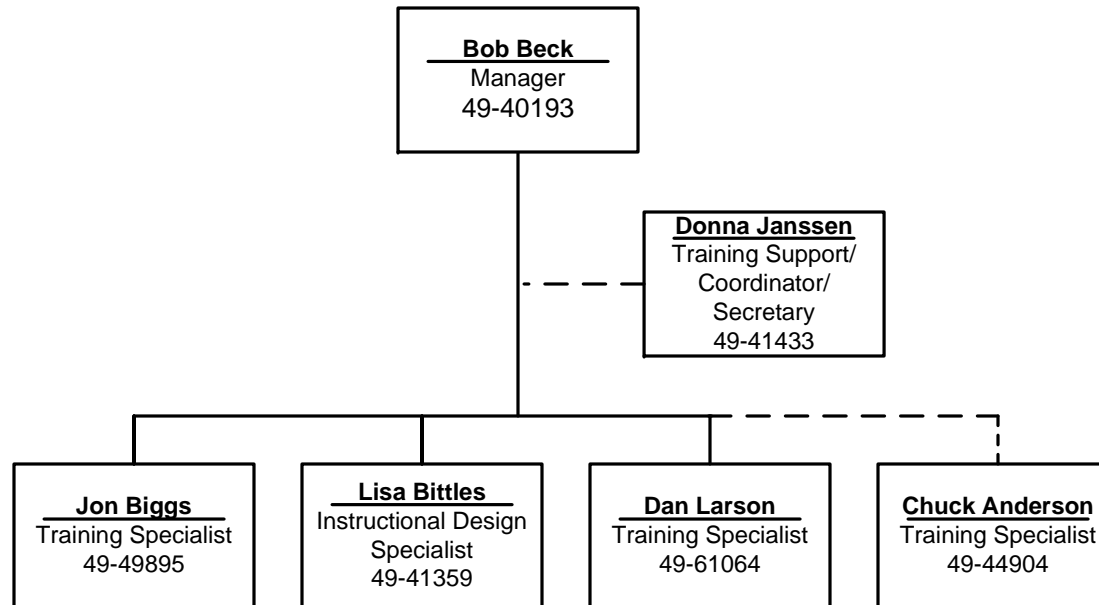 Bob Beck
Manager
49-40193
Donna Janssen
Training Support/
Coordinator/
Secretary
49-41433
Jon Biggs
Training Specialist
49-49895
Lisa Bittles
Instructional Design
Specialist
49-41359
Dan Larson
Training Specialist
49-61064
Chuck Anderson
Training Specialist
49-44904